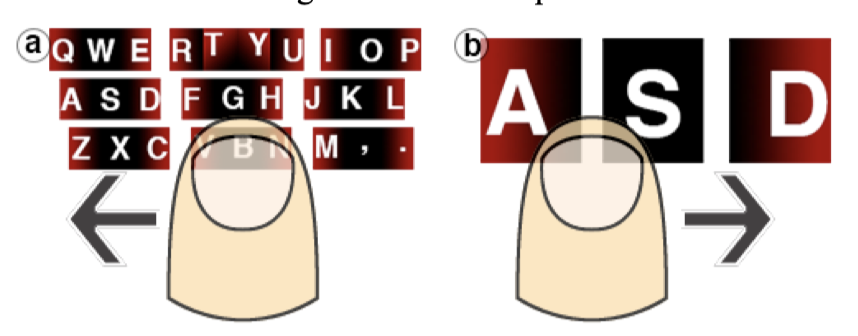 a
Q W E R T Y U I O P
A S D F G H J K L
Z X C V B N M , .
b
A S D